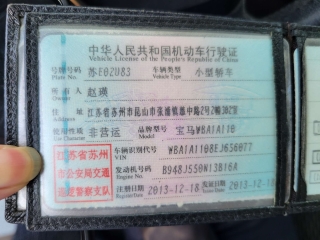 中华人民共和国机动车行驶证
Vehicle License of the People's Republic of China
号牌号码 苏E02U83 车辆类型 小型轿车
Plate No. Vehicle Type
所有人 赵瑛
Owner
住址 江苏省苏州市昆山市张浦镇雄中路2号2幢302室
Address
使用性质 非营运 品牌型号 宝马WBA1A110
Use Character Model
江苏省苏州
市公安局交通
巡逻警察支队
车辆识别代号 WBA1A1108EJ656077
VIN
发动机号码 B948J550N13B16A
Engine No.
注册日期 2013-12-18 发证日期 2013-12-18
Register Date Issue Date